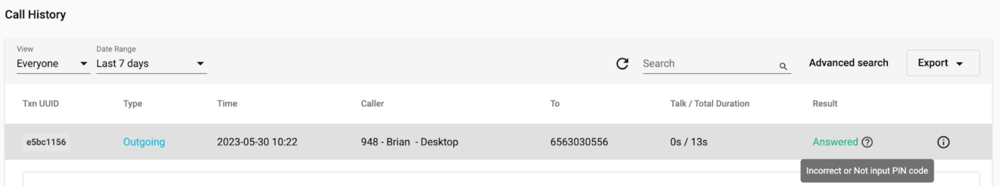 Call History
View
Date Range
Everyone
Last 7 days
Search
Advanced search
Export
Txn UUID Type Time Caller To Talk / Total Duration Result
e5bc1156 Outgoing 2023-05-30 10:22 948 - Brian - Desktop 6563030556 0s / 13s Answered
Incorrect or Not input PIN code